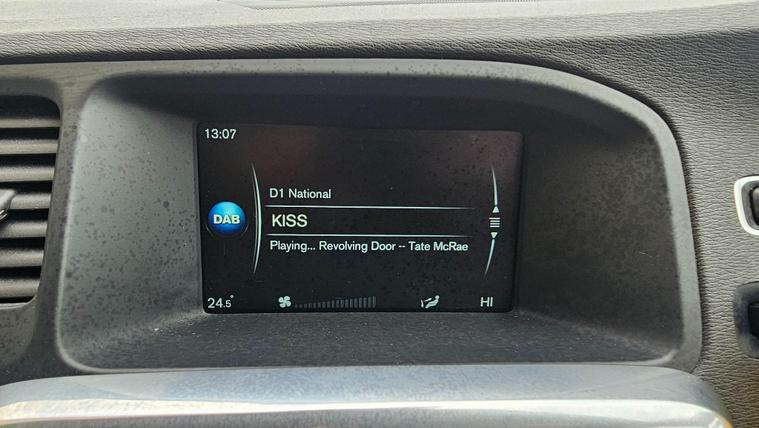 13:07
D1 National
DAB
KISS
Playing... Revolving Door -- Tate McRae
24.5° HI